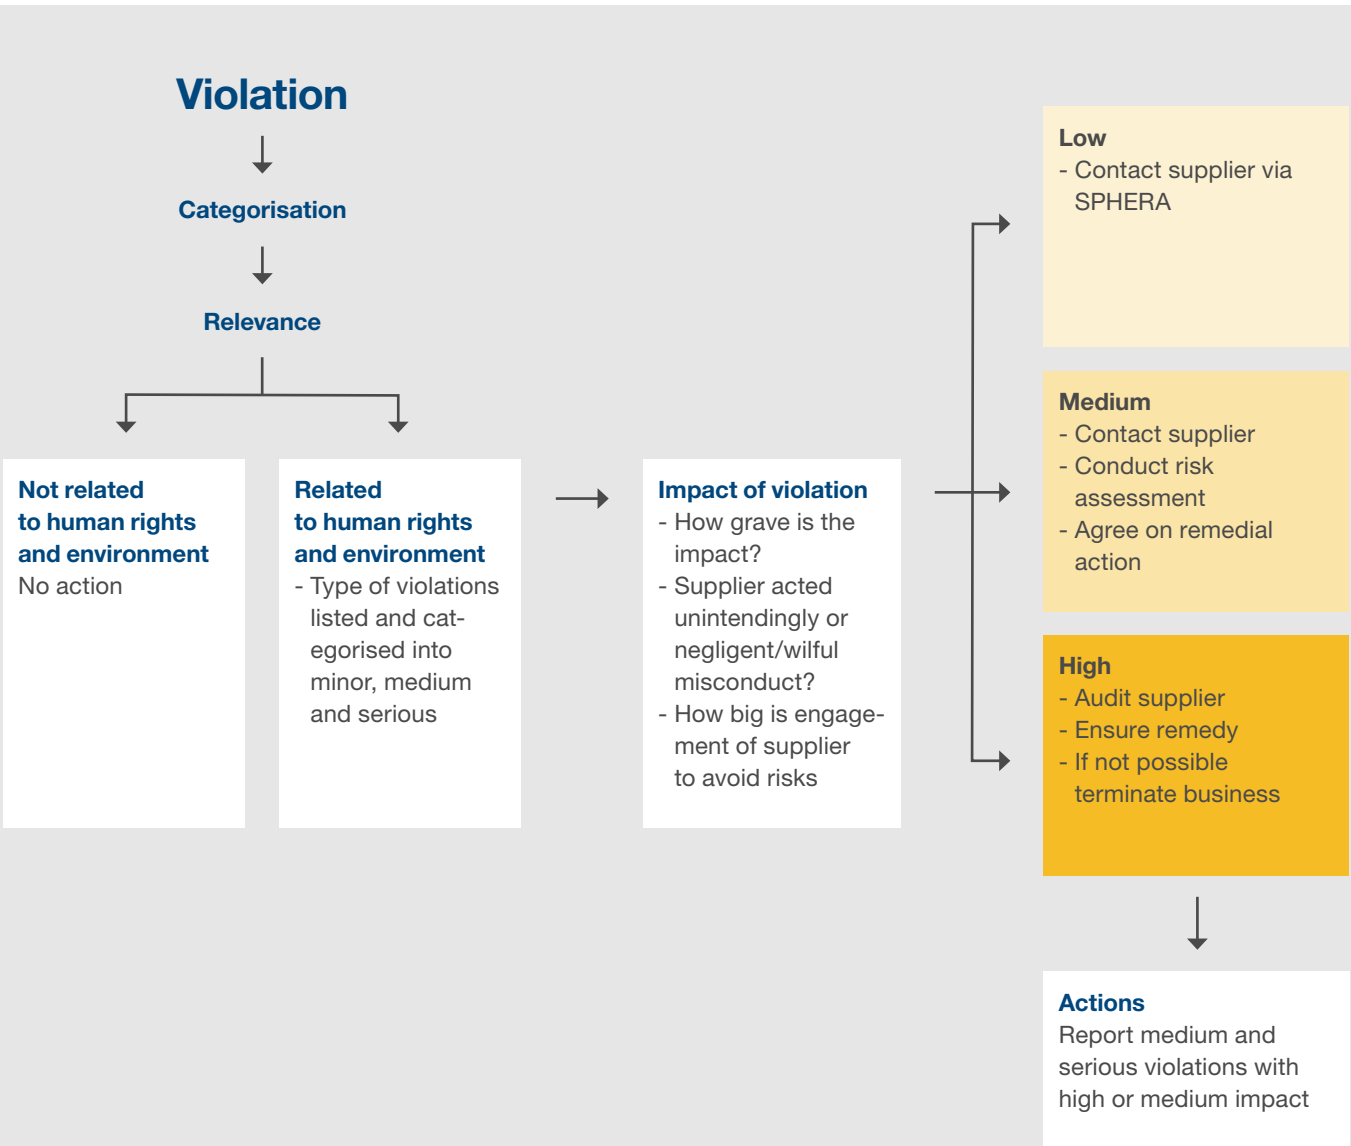 Violation
Categorisation
Relevance
Not related
to human rights
and environment
No action
Related
to human rights
and environment
- Type of violations
listed and cat-
egorised into
minor, medium
and serious
Impact of violation
- How grave is the
impact?
- Supplier acted
unintendingly or
negligent/wilful
misconduct?
- How big is engage-
ment of supplier
to avoid risks
Low
- Contact supplier via
SPHERA
Medium
- Contact supplier
- Conduct risk
assessment
- Agree on remedial
action
High
- Audit supplier
- Ensure remedy
- If not possible
terminate business
Actions
Report medium and
serious violations with
high or medium impact